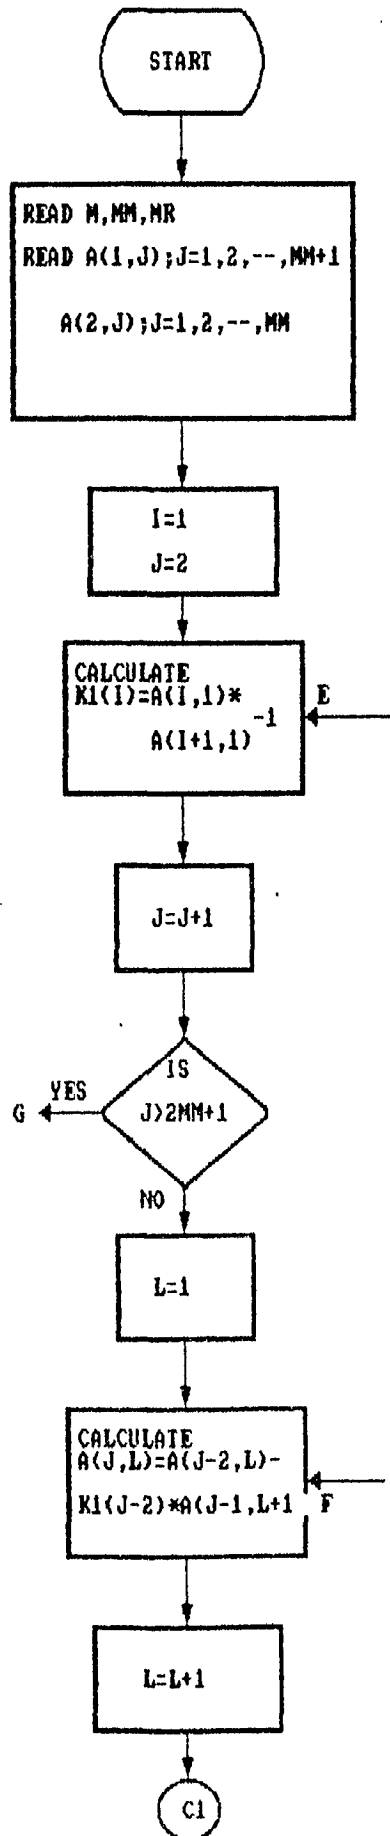 START
READ M,MM,MR
READ A(1,J);J=1,2,--,MM+1
A(2,J);J=1,2,--,MM
I=1
J=2
CALCULATE
K1(I)=A(I,1)*
-1
A(I+1,1)
E
J=J+1
IS
J>2MM+1
YES
G
NO
L=1
CALCULATE
A(J,L)=A(J-2,L)-
K1(J-2)*A(J-1,L+1
F
L=L+1
C1